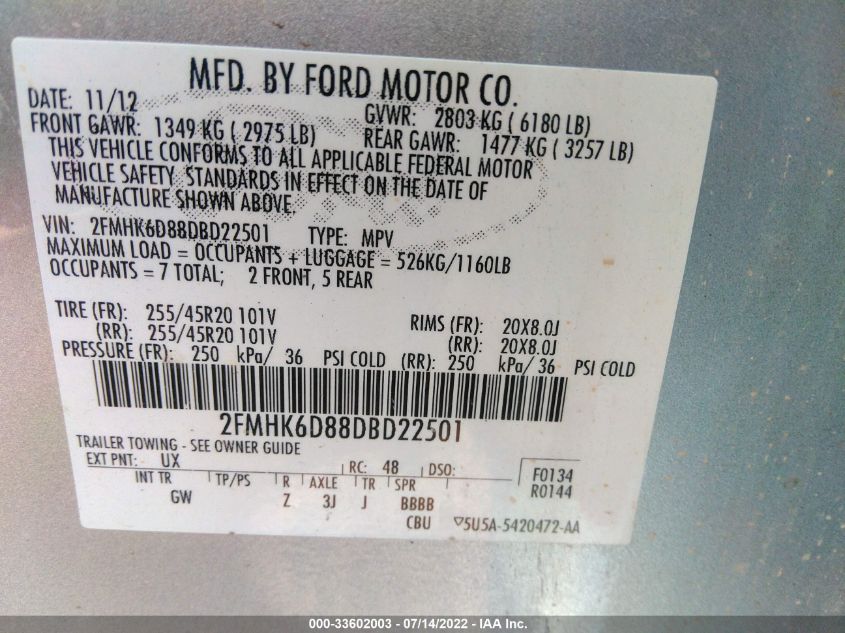 MFD. BY FORD MOTOR CO.
DATE: 11/12 GVWR: 2803 KG ( 6180 LB)
FRONT GAWR: 1349 KG ( 2975 LB) REAR GAWR: 1477 KG ( 3257 LB)
THIS VEHICLE CONFORMS TO ALL APPLICABLE FEDERAL MOTOR
VEHICLE SAFETY STANDARDS IN EFFECT ON THE DATE OF
MANUFACTURE SHOWN ABOVE.
VIN: 2FMHK6D88DBD22501 TYPE: MPV
MAXIMUM LOAD = OCCUPANTS + LUGGAGE = 526KG/1160LB
OCCUPANTS = 7 TOTAL; 2 FRONT, 5 REAR
TIRE (FR): 255/45R20 101V RIMS (FR): 20X8.0J
(RR): 255/45R20 101V (RR): 20X8.0J
PRESSURE (FR): 250 kPa/ 36 PSI COLD (RR): 250 kPa/ 36 PSI COLD
2FMHK6D88DBD22501
TRAILER TOWING - SEE OWNER GUIDE
EXT PNT: UX RC: 48 DSO: F0134
INT TR TP/PS R AXLE TR SPR R0144
GW Z 3J J BBBB
CBU ▽5U5A-5420472-AA
000-33602003 - 07/14/2022 - IAA Inc.